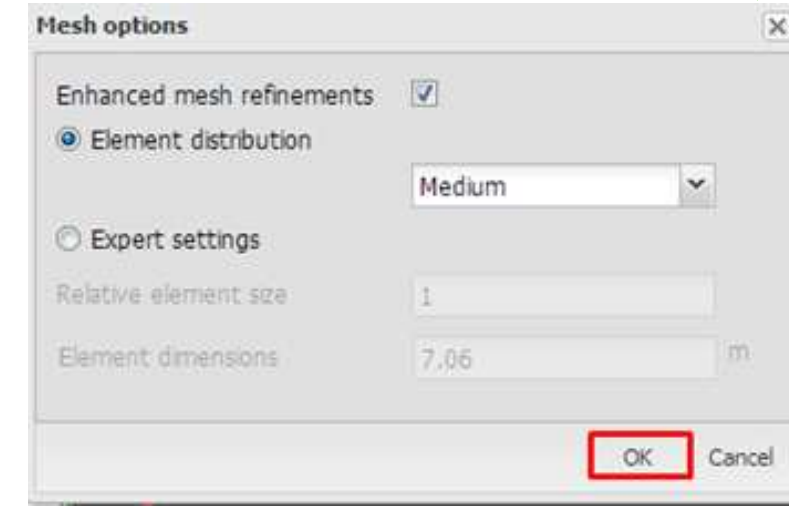 Mesh options
Enhanced mesh refinements
Element distribution
Medium
Expert settings
Relative element size
1
Element dimensions
7.06 m
OK Cancel